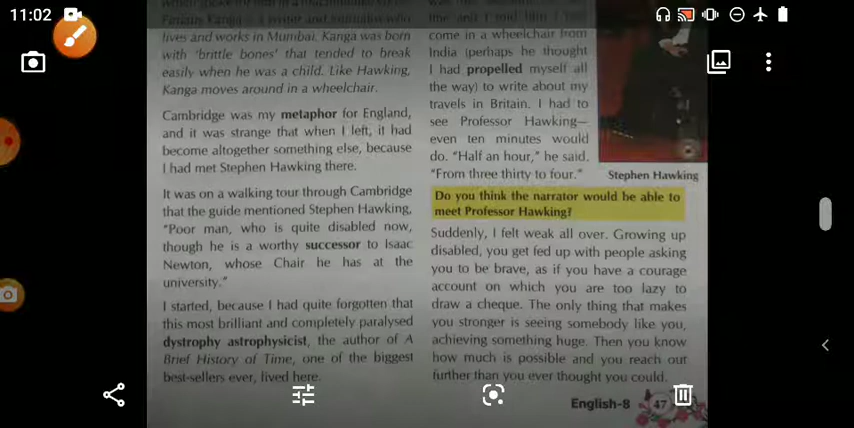 11:02
Firdaus Kanga is a writer and journalist who
lives and works in Mumbai. Kanga was born
with 'brittle bones' that tended to break
easily when he was a child. Like Hawking,
Kanga moves around in a wheelchair.
Cambridge was my metaphor for England,
and it was strange that when I left, it had
become altogether something else, because
I had met Stephen Hawking there.
It was on a walking tour through Cambridge
that the guide mentioned Stephen Hawking,
"Poor man, who is quite disabled now,
though he is a worthy successor to Isaac
Newton, whose Chair he has at the
university."
I started, because I had quite forgotten that
this most brilliant and completely paralysed
dystrophy astrophysicist, the author of A
Brief History of Time, one of the biggest
best-sellers ever, lived here.
line and I told him I had
come in a wheelchair from
India (perhaps he thought
I had propelled myself all
the way) to write about my
travels in Britain. I had to
see Professor Hawking—
even ten minutes would
do. "Half an hour," he said.
"From three thirty to four."
Stephen Hawking
Do you think the narrator would be able to
meet Professor Hawking?
Suddenly, I felt weak all over. Growing up
disabled, you get fed up with people asking
you to be brave, as if you have a courage
account on which you are too lazy to
draw a cheque. The only thing that makes
you stronger is seeing somebody like you,
achieving something huge. Then you know
how much is possible and you reach out
further than you ever thought you could.
English-8 47